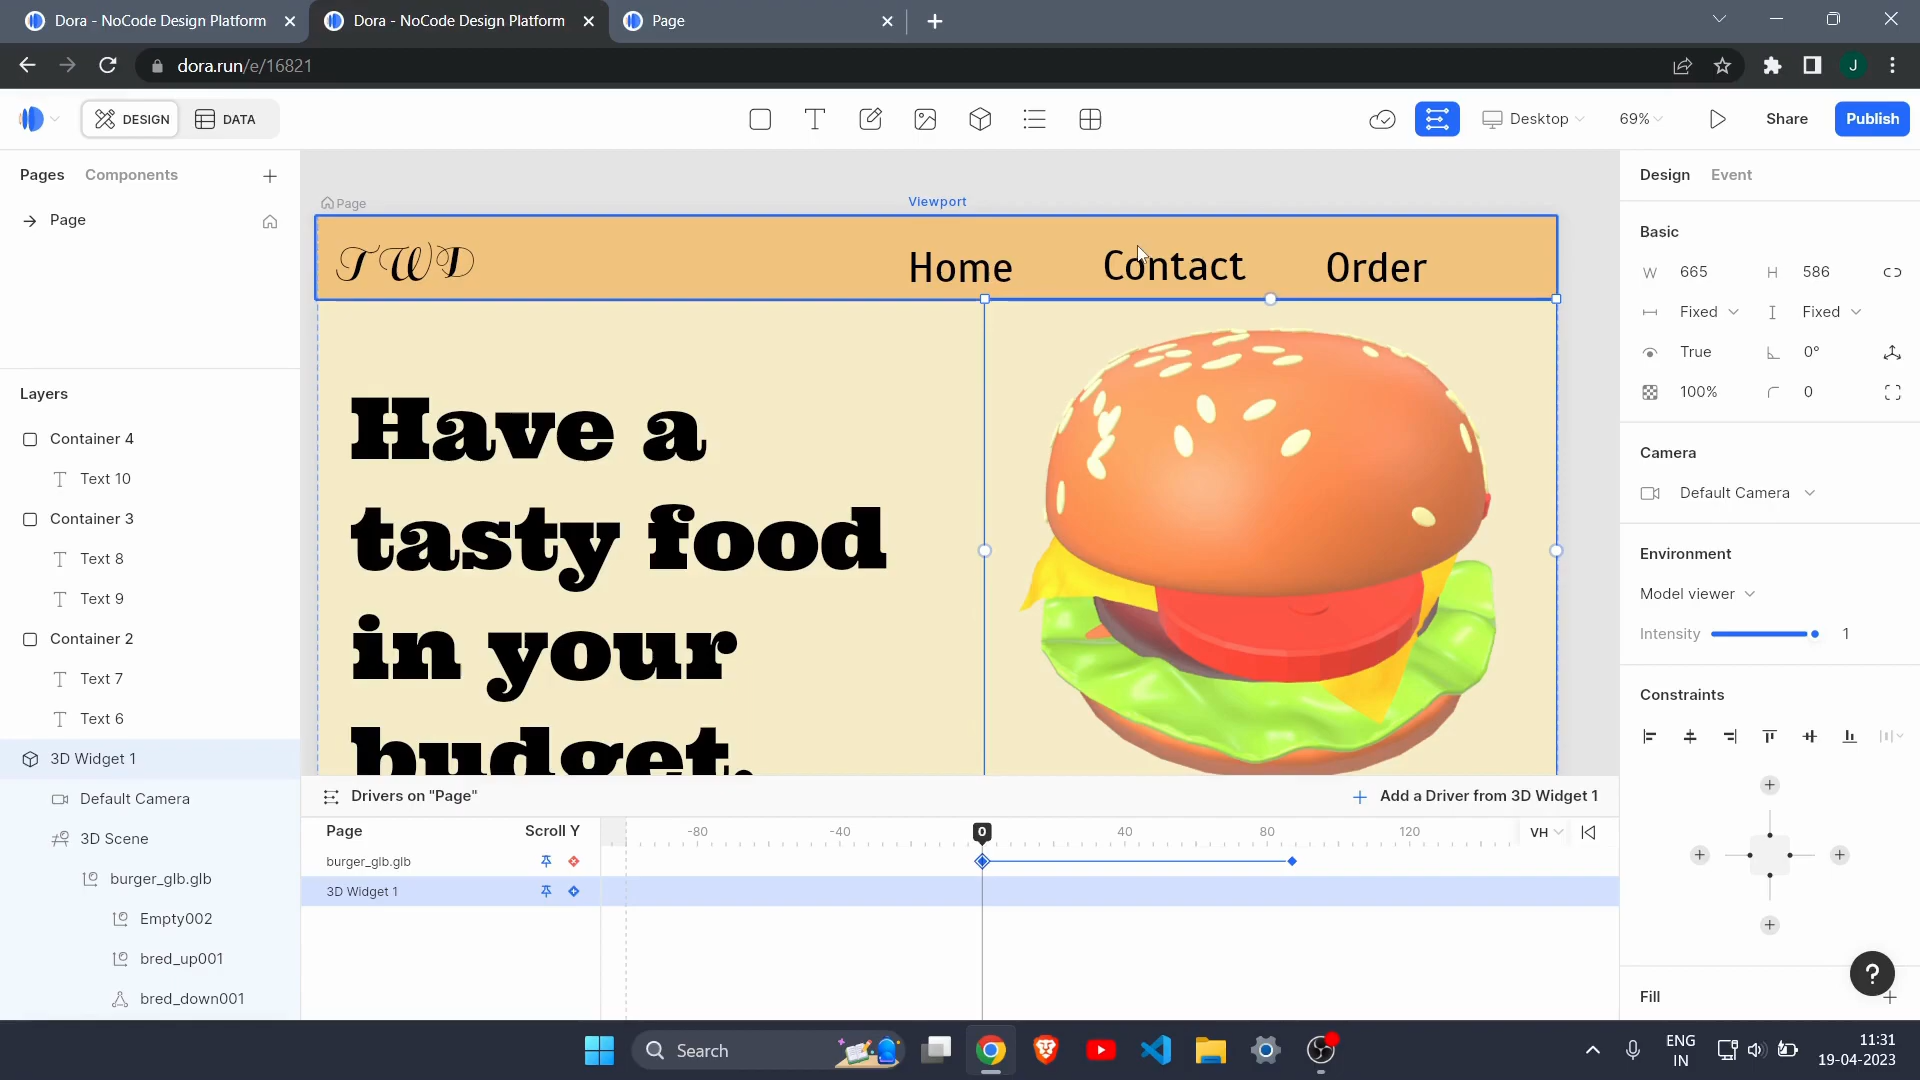 Dora - NoCode Design Platform
Dora - NoCode Design Platform
Page
dora.run/e/16821
J
DESIGN
DATA
Desktop
69%
Share
Publish
Pages
Components
Page
Layers
Container 4
Text 10
Container 3
Text 8
Text 9
Container 2
Text 7
Text 6
3D Widget 1
Default Camera
3D Scene
burger_glb.glb
Empty002
bred_up001
bred_down001
Page
Viewport
TWD
Home
Contact
Order
Have a
tasty food
in your
budget.
Drivers on "Page"
Add a Driver from 3D Widget 1
Page
Scroll Y
-80
-40
0
40
80
120
VH
burger_glb.glb
3D Widget 1
Design
Event
Basic
W 665
H 586
Fixed
Fixed
True
0°
100%
0
Camera
Default Camera
Environment
Model viewer
Intensity
1
Constraints
Fill
?
Search
ENG
IN
11:31
19-04-2023